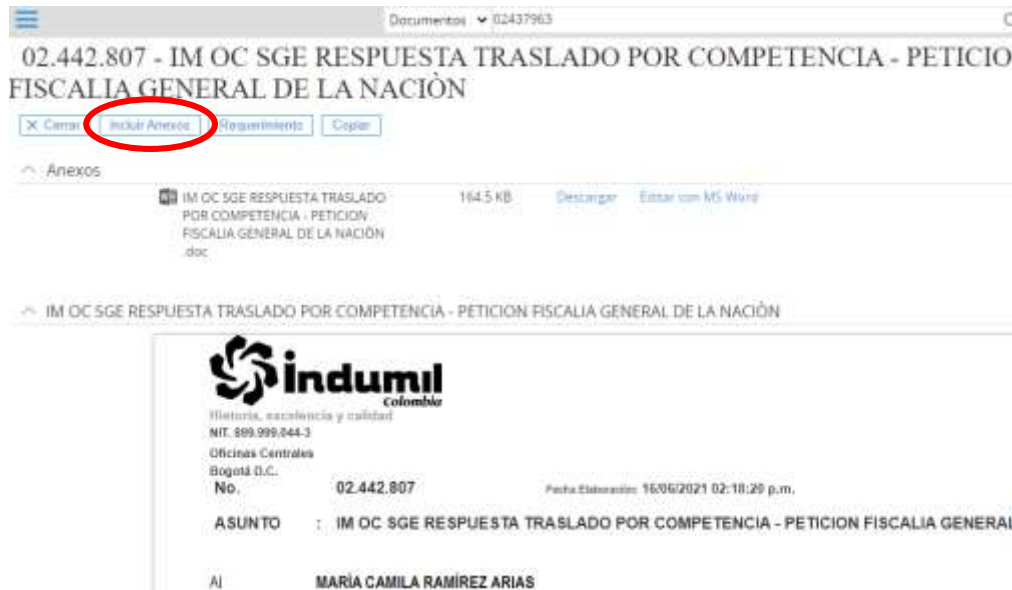 Documentos 02437963
02.442.807 - IM OC SGE RESPUESTA TRASLADO POR COMPETENCIA - PETICIO
FISCALIA GENERAL DE LA NACIÒN
X Cerrar Incluir Anexos Requerimiento Copiar
Anexos
IM OC SGE RESPUESTA TRASLADO 164.5 KB Descargar Editar con MS Word
POR COMPETENCIA - PETICION
FISCALIA GENERAL DE LA NACIÒN
.doc
IM OC SGE RESPUESTA TRASLADO POR COMPETENCIA - PETICION FISCALIA GENERAL DE LA NACIÒN
indumil
Colombia
Historia, excelencia y calidad
NIT. 899.999.044-3
Oficinas Centrales
Bogotá D.C.
No. 02.442.807 Fecha Elaboración: 16/06/2021 02:18:20 p.m.
ASUNTO : IM OC SGE RESPUESTA TRASLADO POR COMPETENCIA - PETICION FISCALIA GENERAL
Al MARÍA CAMILA RAMÍREZ ARIAS